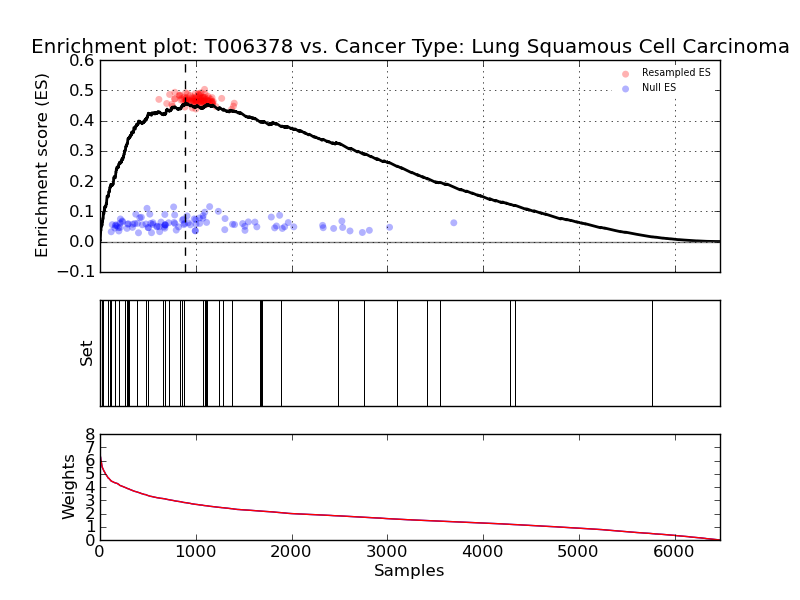 Enrichment plot: T006378 vs. Cancer Type: Lung Squamous Cell Carcinoma
0.6
0.5
0.4
0.3
0.2
0.1
0.0
−0.1
Enrichment score (ES)
Resampled ES
Null ES
Set
8
7
6
5
4
3
2
1
0
Weights
0 1000 2000 3000 4000 5000 6000
Samples